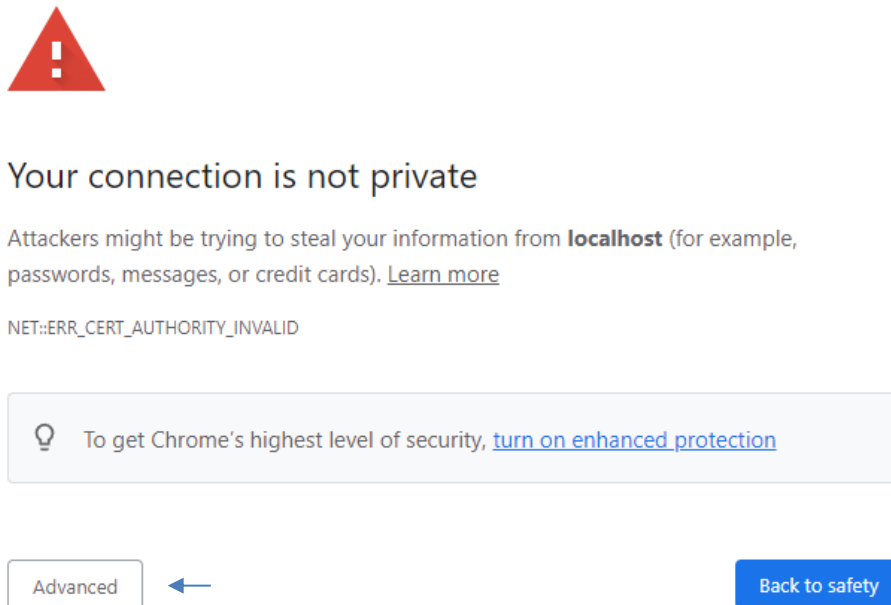 Your connection is not private
Attackers might be trying to steal your information from localhost (for example,
passwords, messages, or credit cards). Learn more
NET::ERR_CERT_AUTHORITY_INVALID
To get Chrome's highest level of security, turn on enhanced protection
Advanced
Back to safety